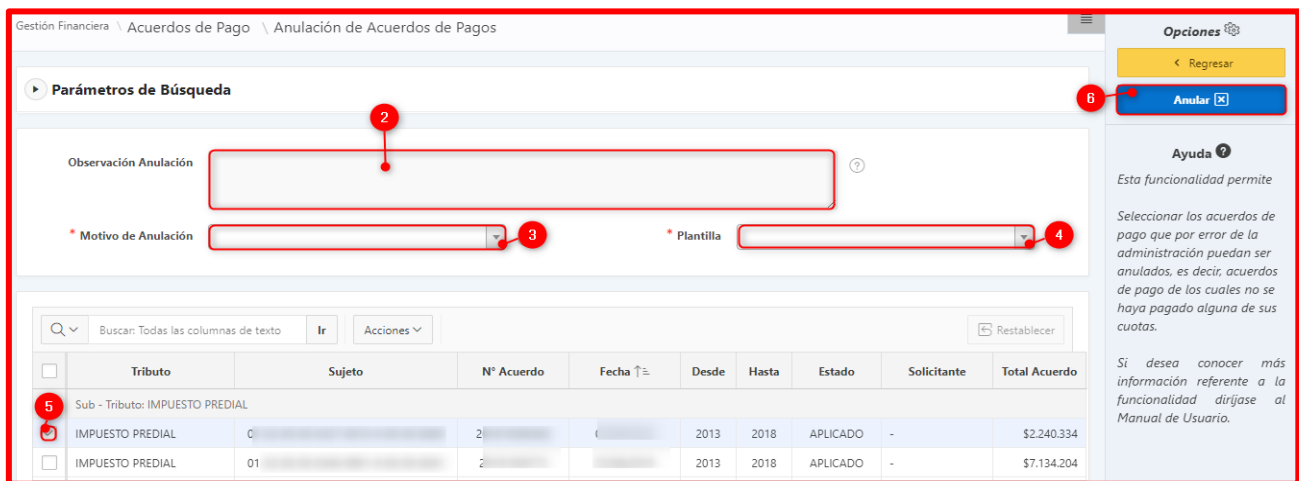 Gestión Financiera \ Acuerdos de Pago \ Anulación de Acuerdos de Pagos
Parámetros de Búsqueda
2
Observación Anulación
?
* Motivo de Anulación
3
* Plantilla
4
Buscar: Todas las columnas de texto
Ir
Acciones
Restablecer
Tributo Sujeto N° Acuerdo Fecha Desde Hasta Estado Solicitante Total Acuerdo
Sub - Tributo: IMPUESTO PREDIAL
5
IMPUESTO PREDIAL 0 2 2013 2018 APLICADO - $2.240.334
IMPUESTO PREDIAL 01 2013 2018 APLICADO - $7.134.204
Opciones
< Regresar
6
Anular
Ayuda ?
Esta funcionalidad permite
Seleccionar los acuerdos de
pago que por error de la
administración puedan ser
anulados, es decir, acuerdos
de pago de los cuales no se
haya pagado alguna de sus
cuotas.
Si desea conocer más
información referente a la
funcionalidad diríjase al
Manual de Usuario.